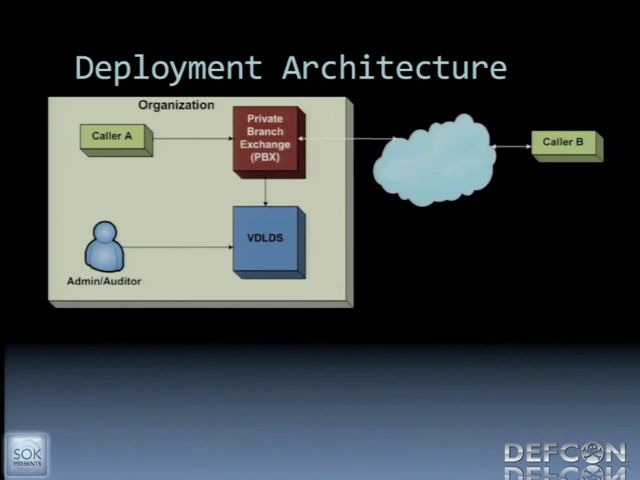 Deployment Architecture
Organization
Caller A
Private
Branch
Exchange
(PBX)
Caller B
VDLDS
Admin/Auditor
SOK
PRESENTS
DEFCON